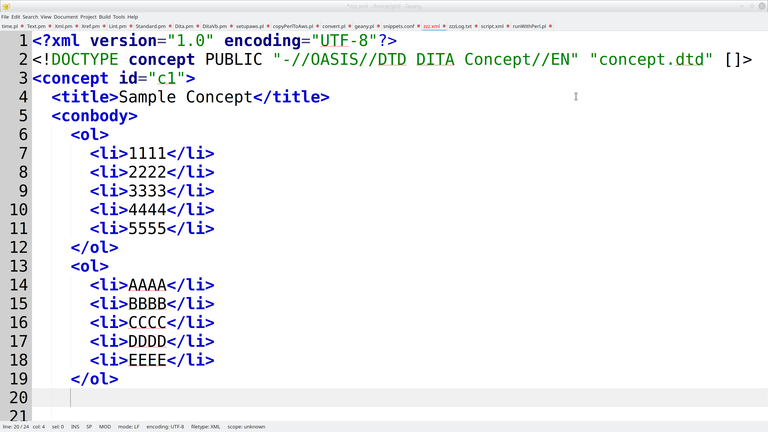 File Edit Search View Document Project Build Tools Help
time.pl Text.pm Xml.pm Xref.pm Lint.pm Standard.pm Dita.pm DitaVb.pm setupaws.pl copyPerlToAws.pl convert.pl geany.pl snippets.conf zzz.xml zzzLog.txt script.xml runWithPerl.pl
1 <?xml version="1.0" encoding="UTF-8"?>
2 <!DOCTYPE concept PUBLIC "-//OASIS//DTD DITA Concept//EN" "concept.dtd" []>
3 <concept id="c1">
4 <title>Sample Concept</title>
5 <conbody>
6 <ol>
7 <li>1111</li>
8 <li>2222</li>
9 <li>3333</li>
10 <li>4444</li>
11 <li>5555</li>
12 </ol>
13 <ol>
14 <li>AAAA</li>
15 <li>BBBB</li>
16 <li>CCCC</li>
17 <li>DDDD</li>
18 <li>EEEE</li>
19 </ol>
20
21
line: 20 / 24 col: 4 sel: 0 INS SP MOD mode: LF encoding: UTF-8 filetype: XML scope: unknown